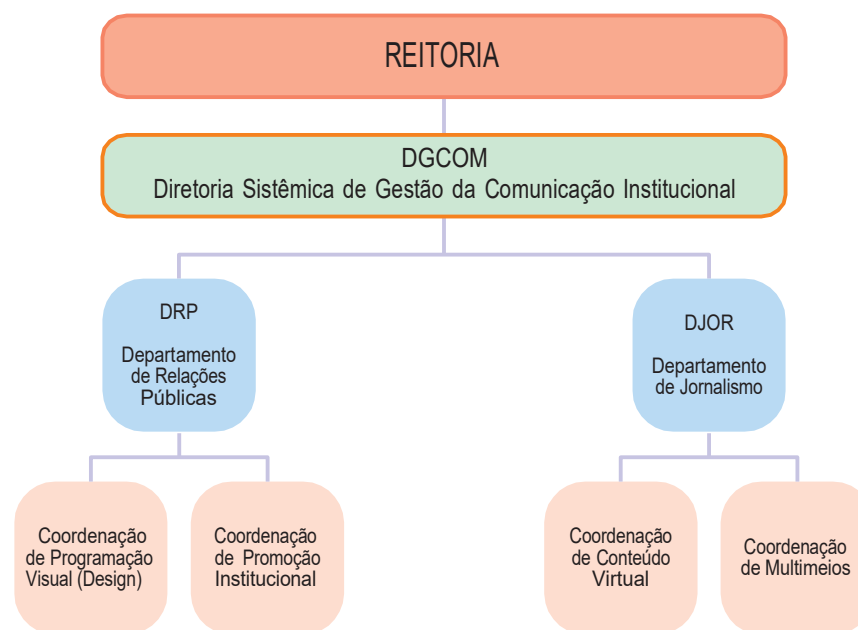 REITORIA
DGCOM
Diretoria Sistêmica de Gestão da Comunicação Institucional
DRP
Departamento
de Relações
Públicas
DJOR
Departamento
de Jornalismo
Coordenação
de Programação
Visual (Design)
Coordenação
de Promoção
Institucional
Coordenação
de Conteúdo
Virtual
Coordenação
de Multimeios